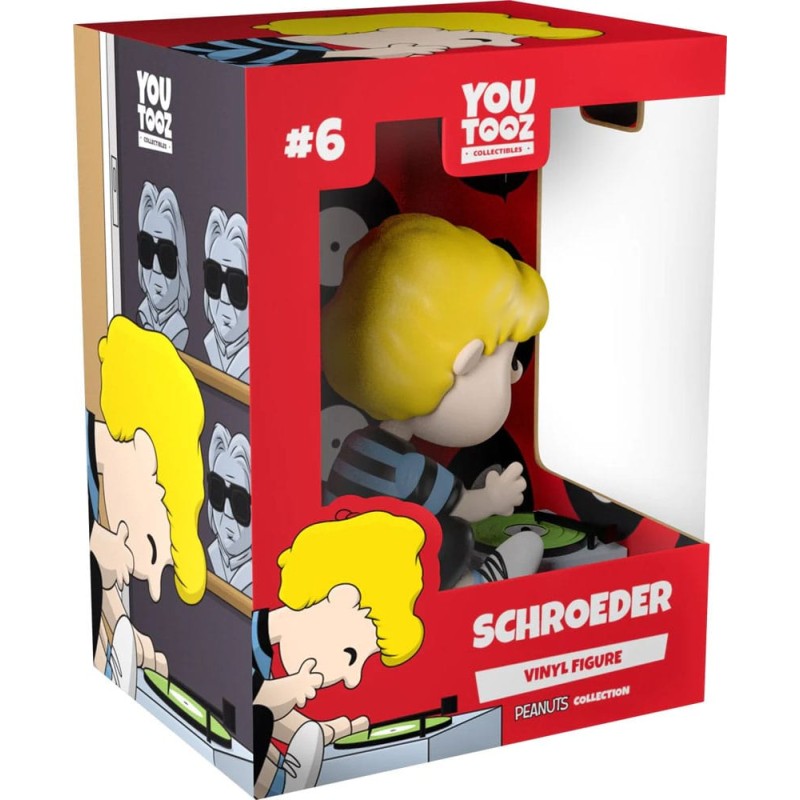 YOU
TOOZ
COLLECTIBLES
#6
YOU
TOOZ
• COLLECTIBLES •
SCHROEDER
VINYL FIGURE
PEANUTS COLLECTION